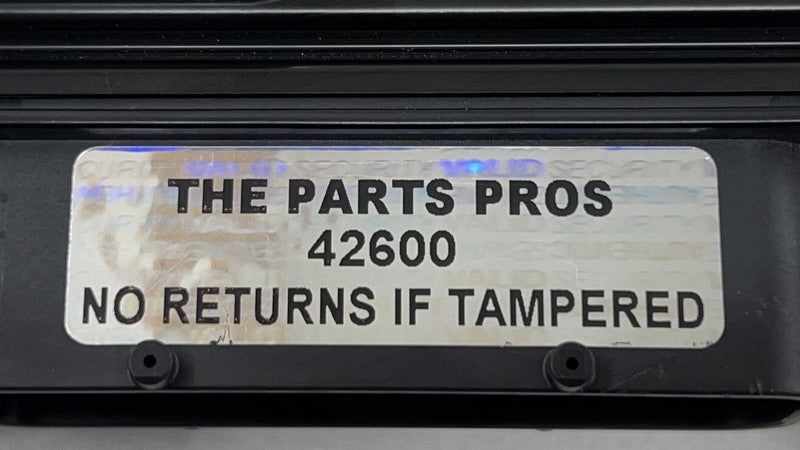 THE PARTS PROS
42600
NO RETURNS IF TAMPERED